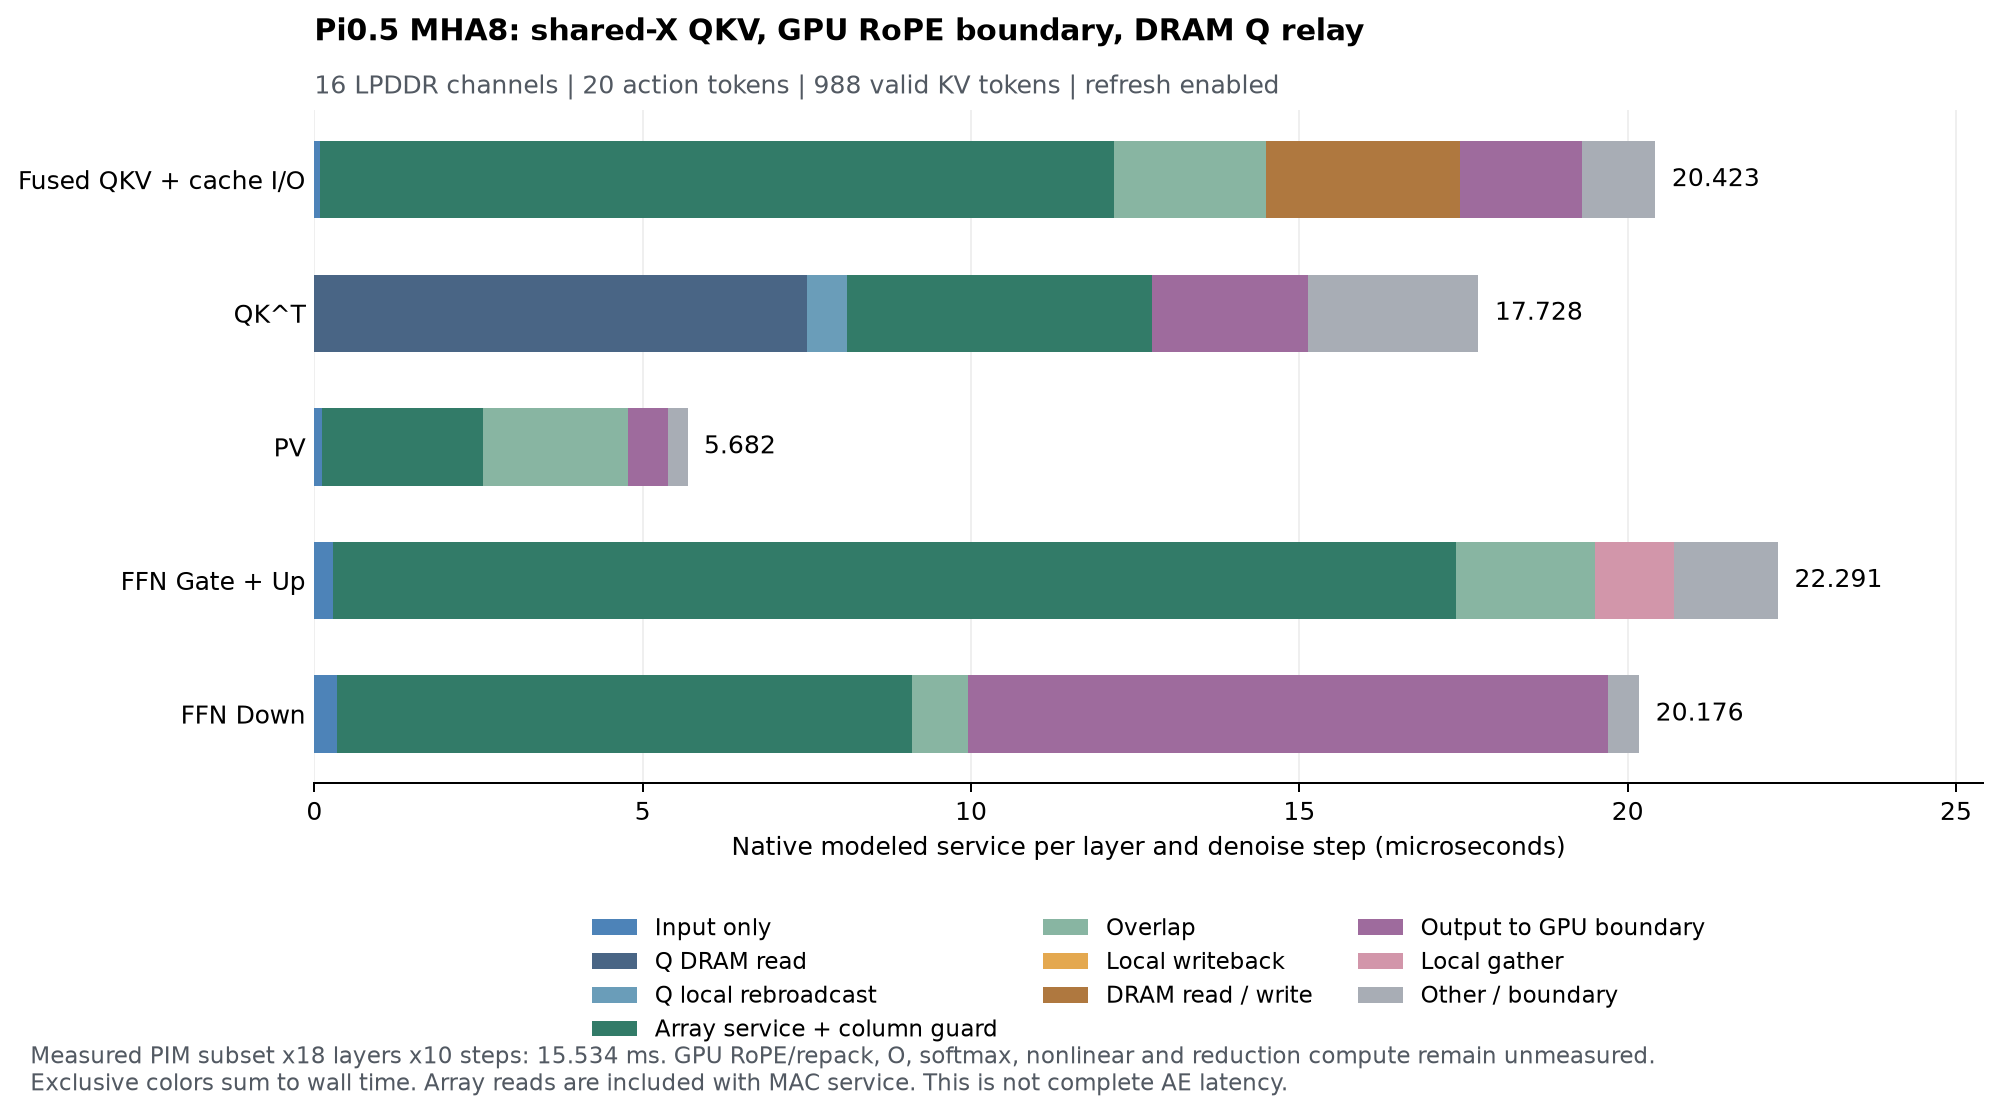 Pi0.5 MHA8: shared-X QKV, GPU RoPE boundary, DRAM Q relay
16 LPDDR channels | 20 action tokens | 988 valid KV tokens | refresh enabled
Fused QKV + cache I/O
20.423
QK^T
17.728
PV
5.682
FFN Gate + Up
22.291
FFN Down
20.176
0 5 10 15 20 25
Native modeled service per layer and denoise step (microseconds)
Input only
Q DRAM read
Q local rebroadcast
Array service + column guard
Overlap
Local writeback
DRAM read / write
Output to GPU boundary
Local gather
Other / boundary
Measured PIM subset x18 layers x10 steps: 15.534 ms. GPU RoPE/repack, O, softmax, nonlinear and reduction compute remain unmeasured.
Exclusive colors sum to wall time. Array reads are included with MAC service. This is not complete AE latency.